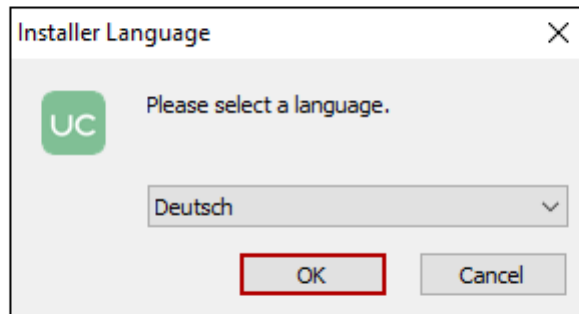 Installer Language
UC
Please select a language.
Deutsch
OK
Cancel